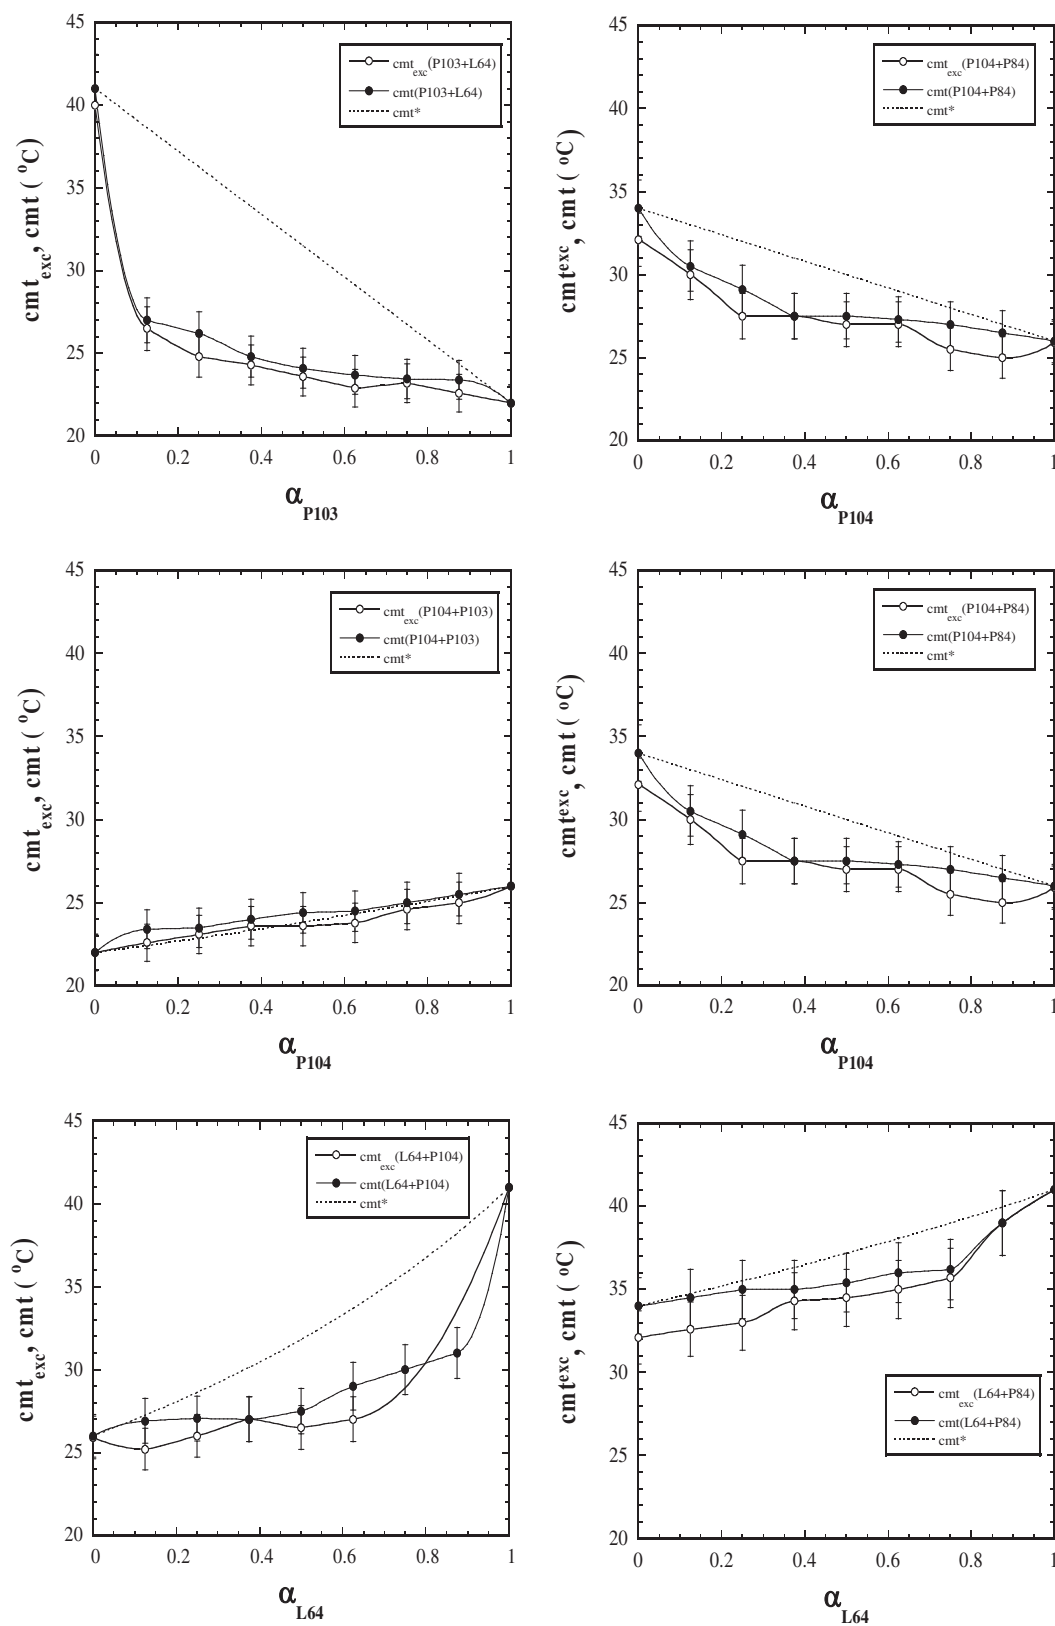 45
40
35
30
25
20
cmt_exc, cmt ( °C)
cmt_exc(P103+L64)
cmt(P103+L64)
cmt*
0 0.2 0.4 0.6 0.8 1
α_P103
45
40
35
30
25
20
cmt^exc, cmt ( °C)
cmt_exc(P104+P84)
cmt(P104+P84)
cmt*
0 0.2 0.4 0.6 0.8 1
α_P104
45
40
35
30
25
20
cmt_exc, cmt ( °C)
cmt_exc(P104+P103)
cmt(P104+P103)
cmt*
0 0.2 0.4 0.6 0.8 1
α_P104
45
40
35
30
25
20
cmt^exc, cmt ( °C)
cmt_exc(P104+P84)
cmt(P104+P84)
cmt*
0 0.2 0.4 0.6 0.8 1
α_P104
45
40
35
30
25
20
cmt_exc, cmt ( °C)
cmt_exc(L64+P104)
cmt(L64+P104)
cmt*
0 0.2 0.4 0.6 0.8 1
α_L64
45
40
35
30
25
20
cmt^exc, cmt ( °C)
cmt_exc(L64+P84)
cmt(L64+P84)
cmt*
0 0.2 0.4 0.6 0.8 1
α_L64